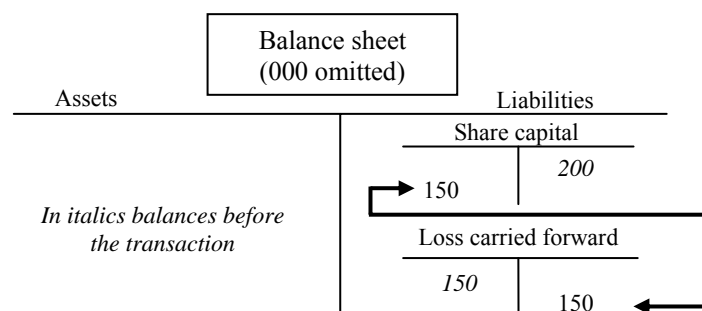 Balance sheet
(000 omitted)
Assets
Liabilities
Share capital
200
150
In italics balances before
the transaction
Loss carried forward
150
150